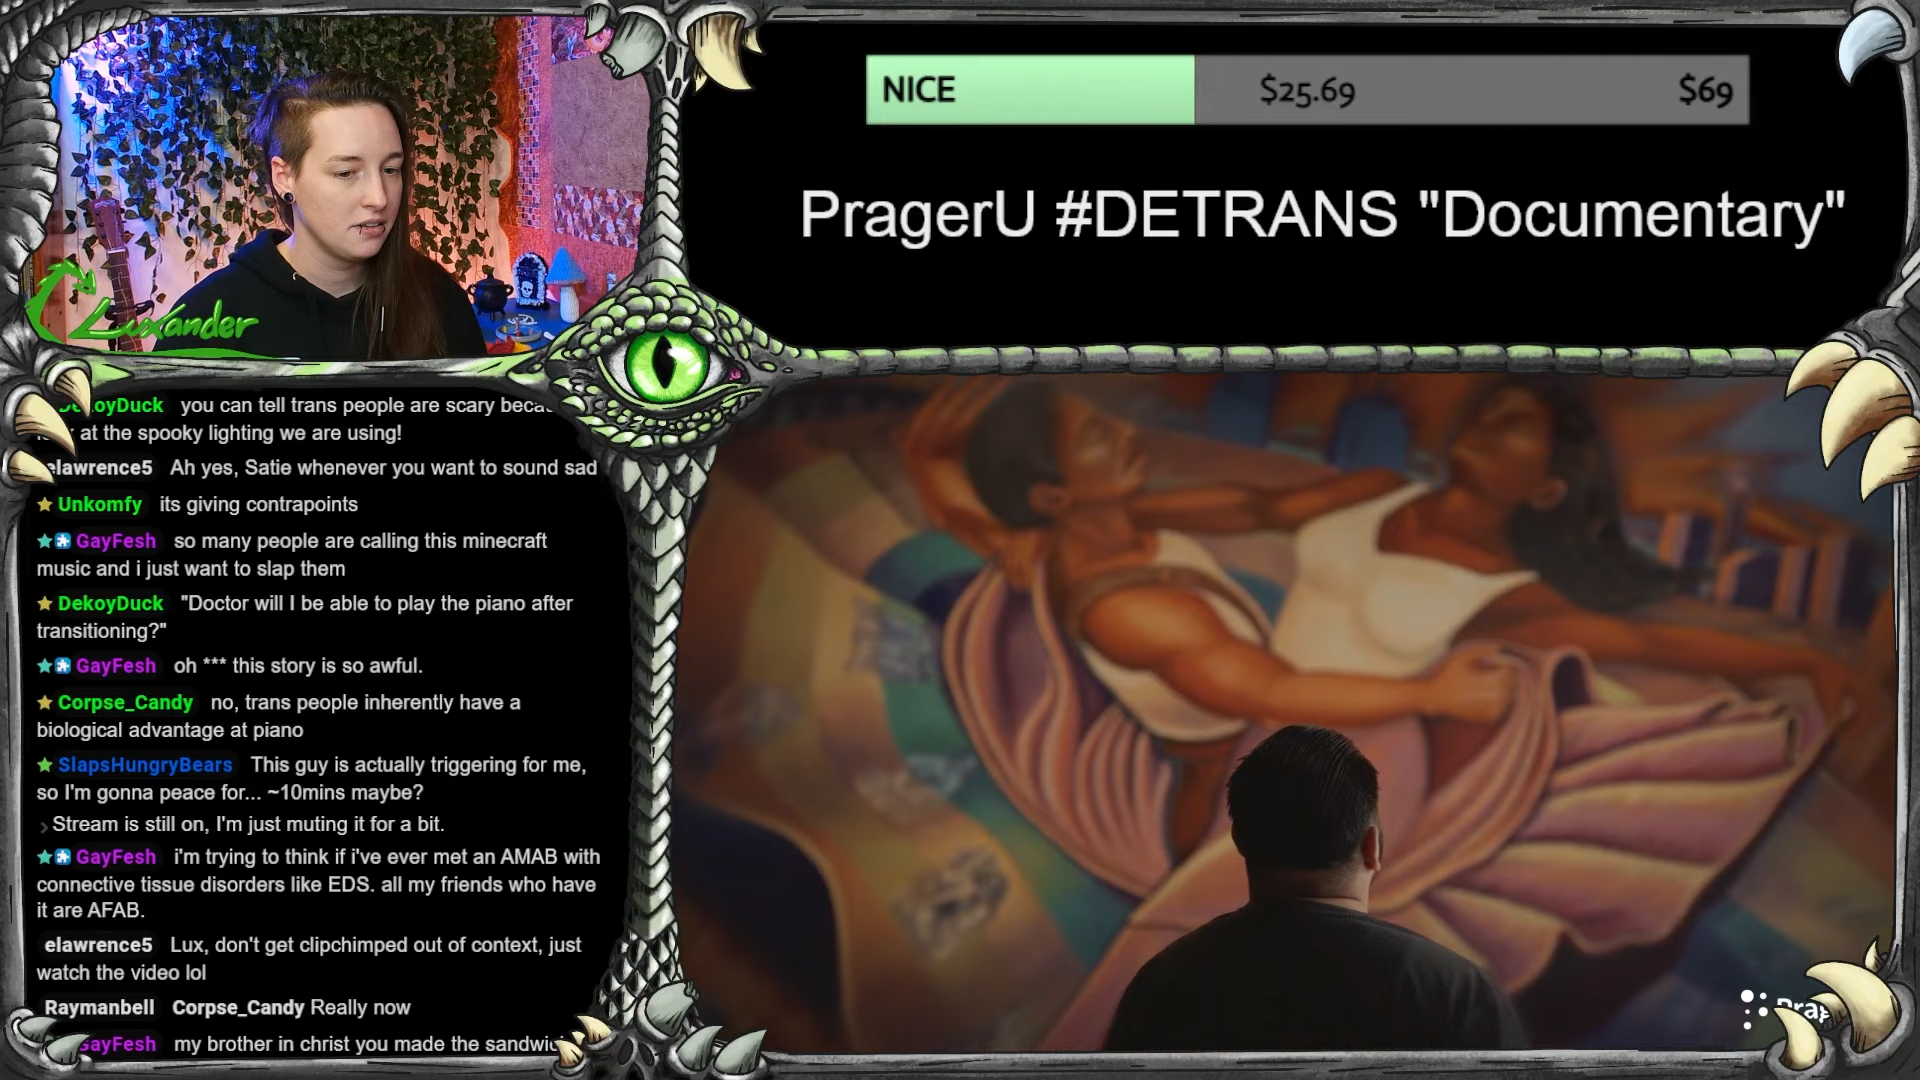 NICE $25.69 $69
PragerU #DETRANS "Documentary"
Luxander
DekoyDuck you can tell trans people are scary
at the spooky lighting we are using!
elawrence5 Ah yes, Satie whenever you want to sound sad
Unkomfy its giving contrapoints
GayFesh so many people are calling this minecraft
music and i just want to slap them
DekoyDuck "Doctor will I be able to play the piano after
transitioning?"
GayFesh oh *** this story is so awful.
Corpse_Candy no, trans people inherently have a
biological advantage at piano
SlapsHungryBears This guy is actually triggering for me,
so I'm gonna peace for... ~10mins maybe?
Stream is still on, I'm just muting it for a bit.
GayFesh i'm trying to think if i've ever met an AMAB with
connective tissue disorders like EDS. all my friends who have
it are AFAB.
elawrence5 Lux, don't get clipchimped out of context, just
watch the video lol
Raymanbell Corpse_Candy Really now
GayFesh my brother in christ you made the